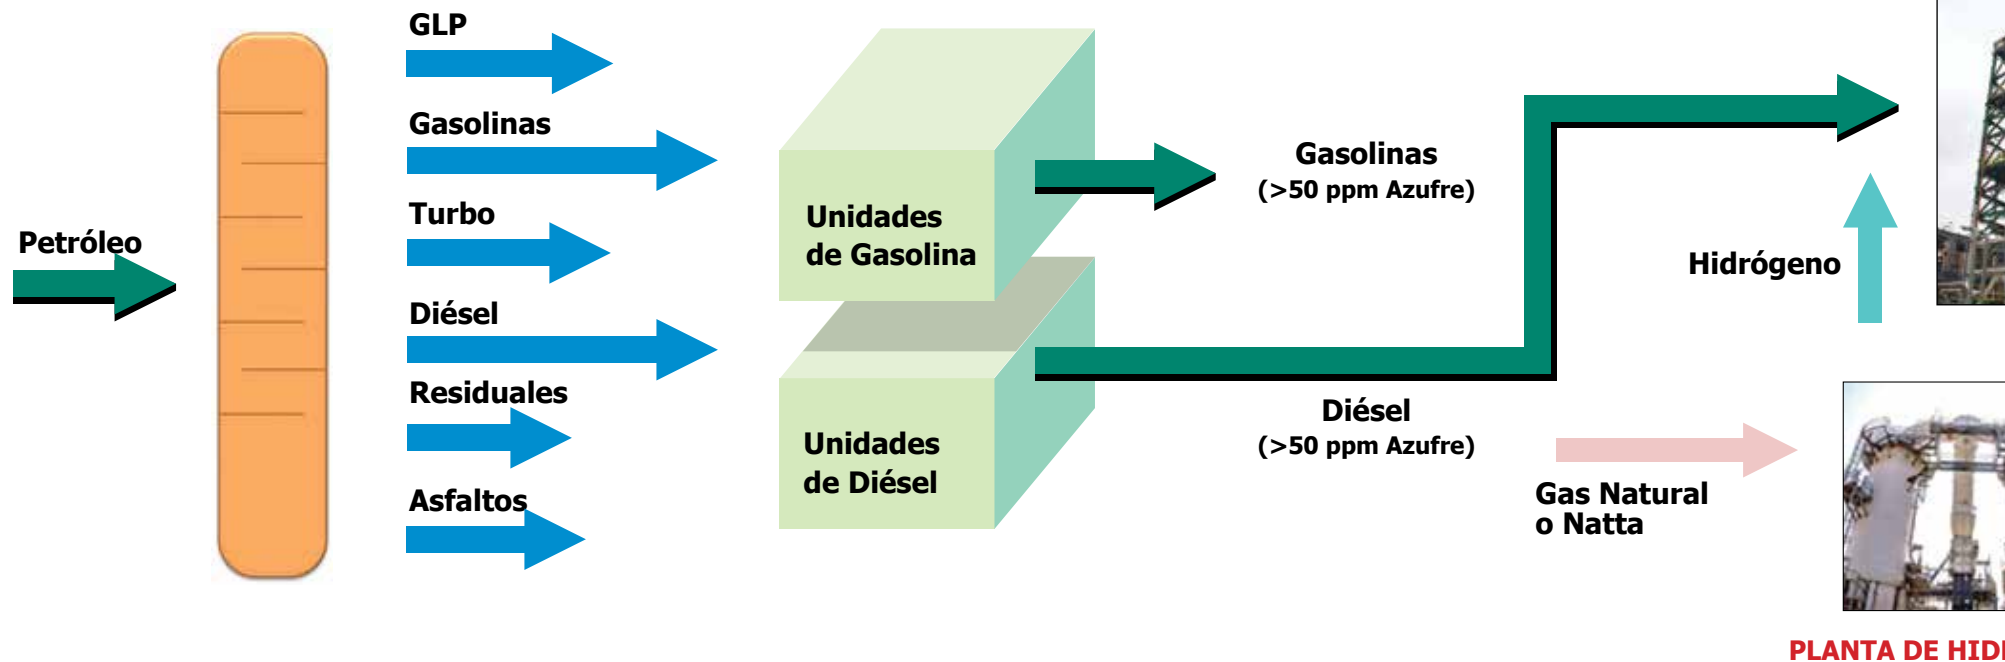 GLP
Gasolinas
Turbo
Petróleo
Diésel
Residuales
Asfaltos
Unidades
de Gasolina
Unidades
de Diésel
Gasolinas
(>50 ppm Azufre)
Diésel
(>50 ppm Azufre)
Hidrógeno
Gas Natural
o Natta
PLANTA DE